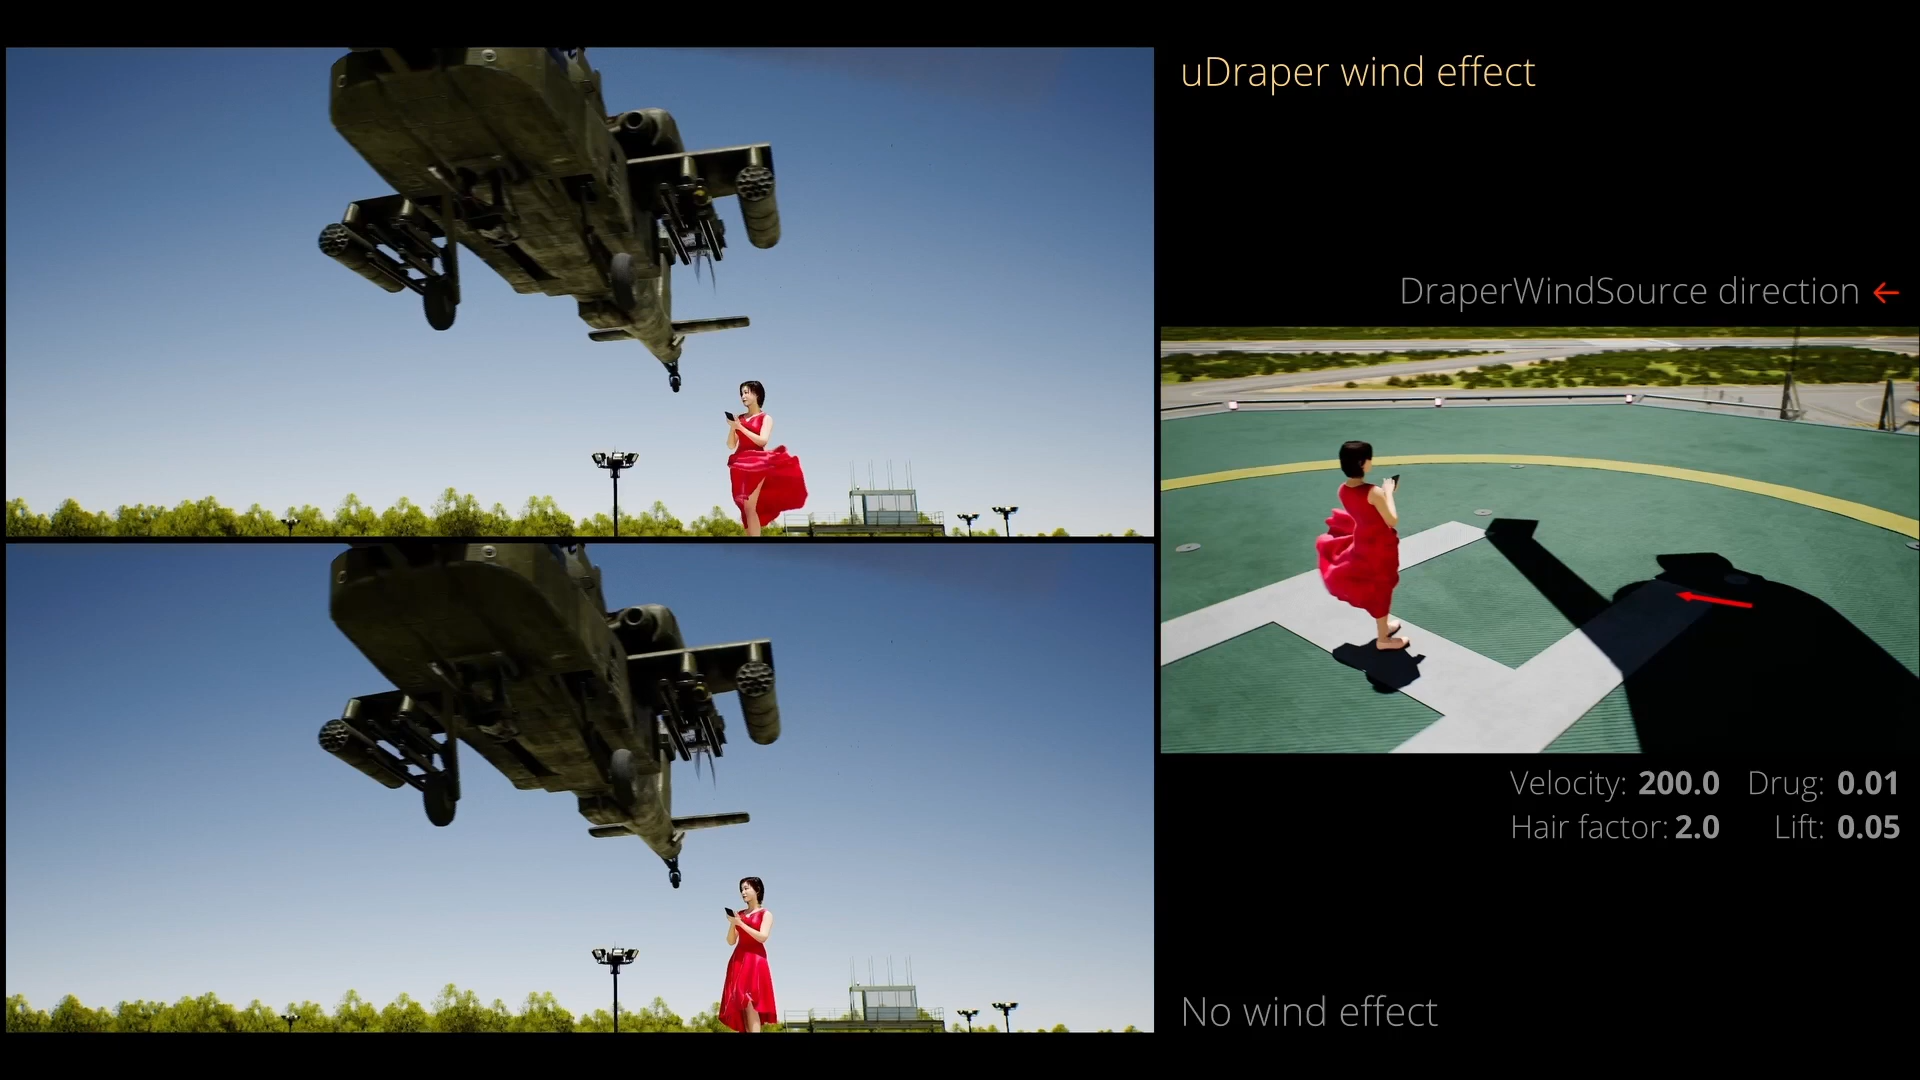 uDraper wind effect
DraperWindSource direction ←
Velocity: 200.0 Drug: 0.01
Hair factor: 2.0 Lift: 0.05
No wind effect